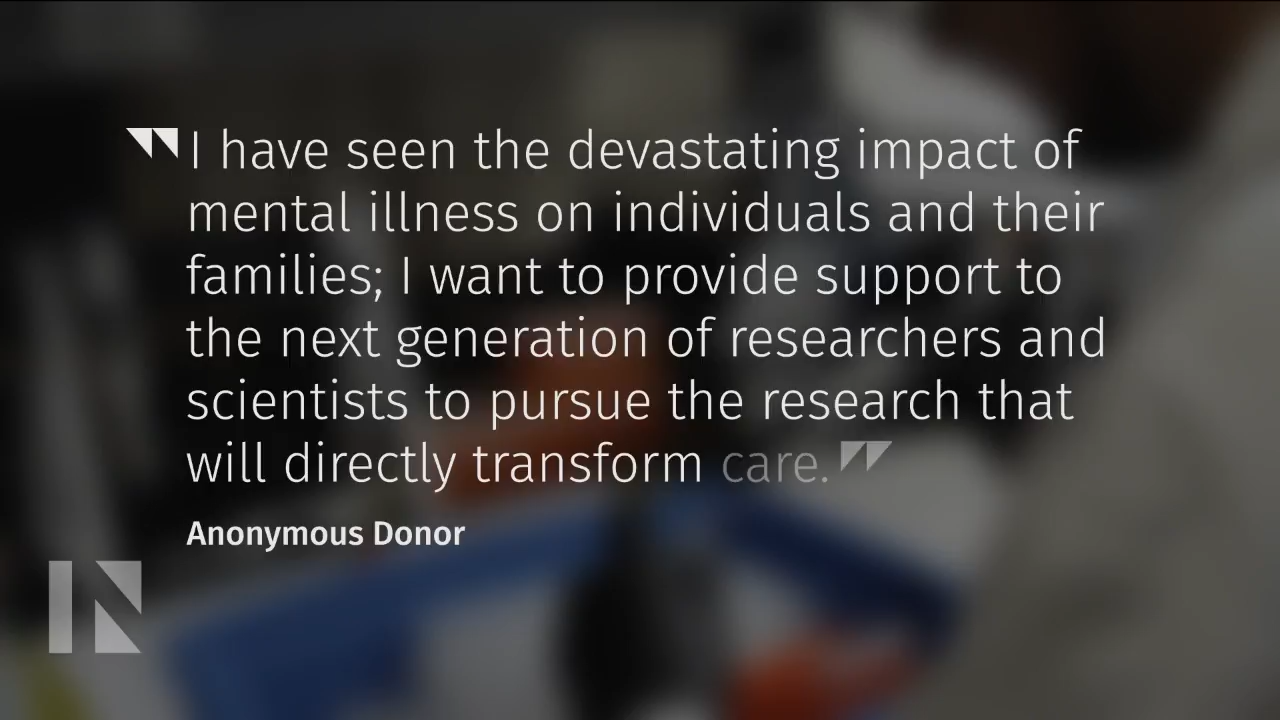 "I have seen the devastating impact of
mental illness on individuals and their
families; I want to provide support to
the next generation of researchers and
scientists to pursue the research that
will directly transform care."
Anonymous Donor
IN